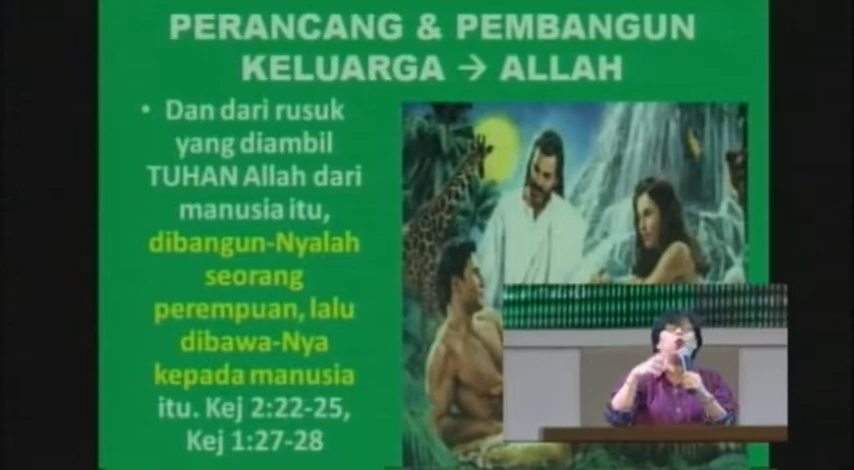 PERANCANG & PEMBANGUN
KELUARGA → ALLAH
• Dan dari rusuk
yang diambil
TUHAN Allah dari
manusia itu,
dibangun-Nyalah
seorang
perempuan, lalu
dibawa-Nya
kepada manusia
itu. Kej 2:22-25,
Kej 1:27-28